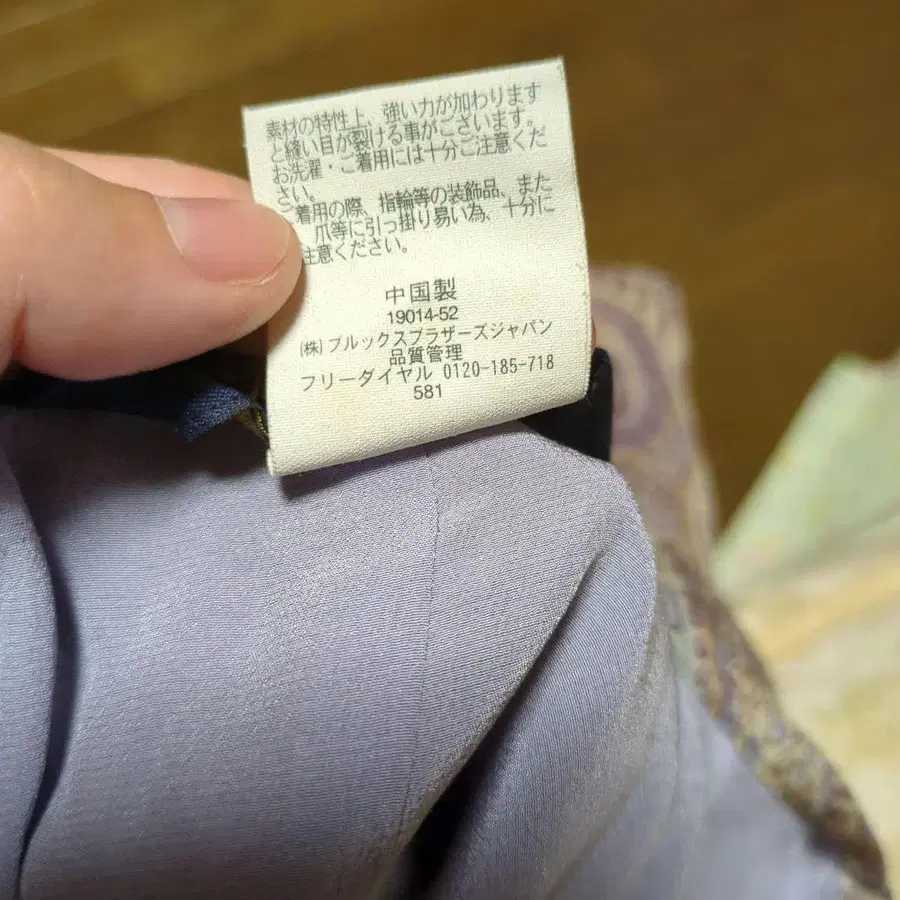 素材の特性上、強い力が加わります
と縫い目が裂ける事がございます。
お洗濯・ご着用には十分ご注意くだ
さい。
ご着用の際、指輪等の装飾品、また
、爪等に引っ掛り易い為、十分に
注意ください。
中国製
19014-52
(株)ブルックスブラザーズジャパン
品質管理
フリーダイヤル 0120-185-718
581